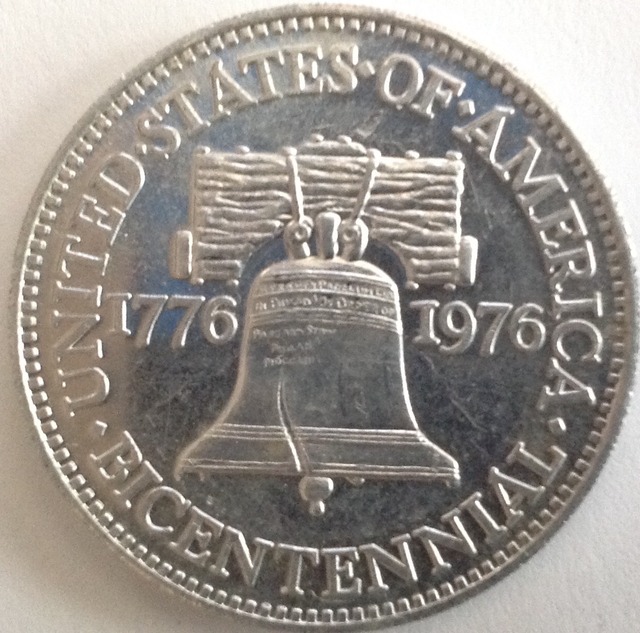 UNITED·STATES·OF·AMERICA
1776 1976
·BICENTENNIAL·